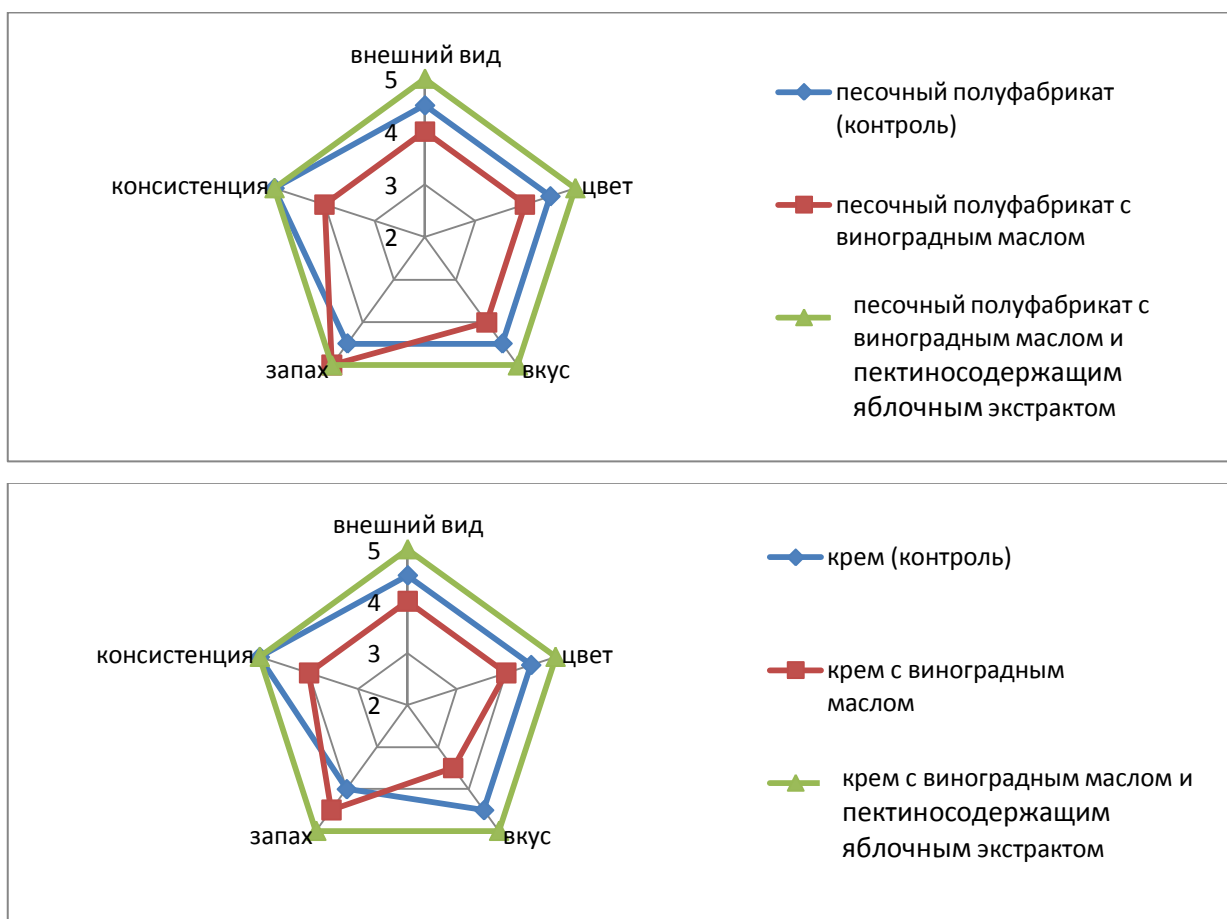 внешний вид
5
4
3
2
цвет
вкус
запах
консистенция
песочный полуфабрикат
(контроль)
песочный полуфабрикат с
виноградным маслом
песочный полуфабрикат с
виноградным маслом и
пектиносодержащим
яблочным экстрактом
внешний вид
5
4
3
2
цвет
вкус
запах
консистенция
крем (контроль)
крем с виноградным
маслом
крем с виноградным маслом и
пектиносодержащим
яблочным экстрактом